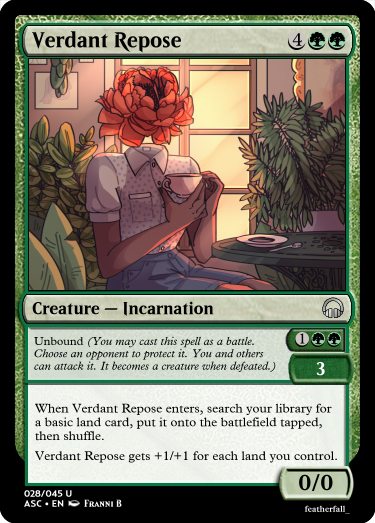 Verdant Repose 4
Creature — Incarnation
Unbound (You may cast this spell as a battle.
Choose an opponent to protect it. You and others
can attack it. It becomes a creature when defeated.)
1
3
When Verdant Repose enters, search your library for
a basic land card, put it onto the battlefield tapped,
then shuffle.
Verdant Repose gets +1/+1 for each land you control.
0/0
028/045 U
ASC • EN Franni B
featherfall_